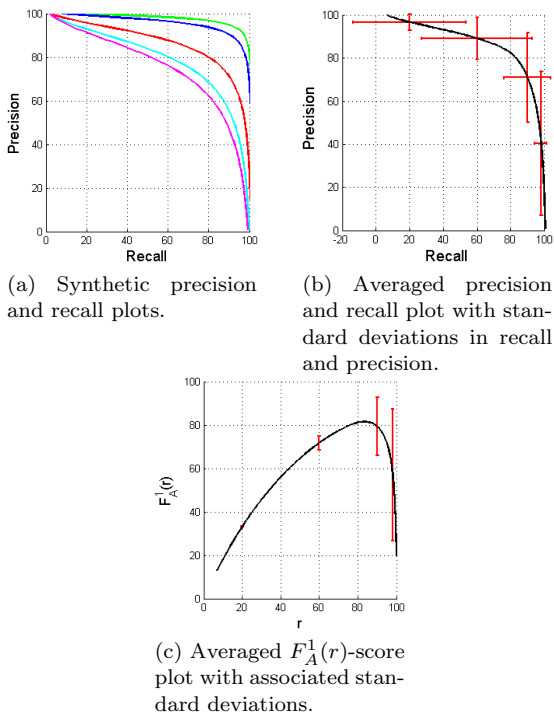 100
80
60
40
20
0
Precision
0 20 40 60 80 100
Recall
(a) Synthetic precision
and recall plots.
100
80
60
40
20
0
Precision
-20 0 20 40 60 80 100
Recall
(b) Averaged precision
and recall plot with stan-
dard deviations in recall
and precision.
100
80
60
40
20
0
F_A^1(r)
0 20 40 60 80 100
r
(c) Averaged F_A^1(r)-score
plot with associated stan-
dard deviations.